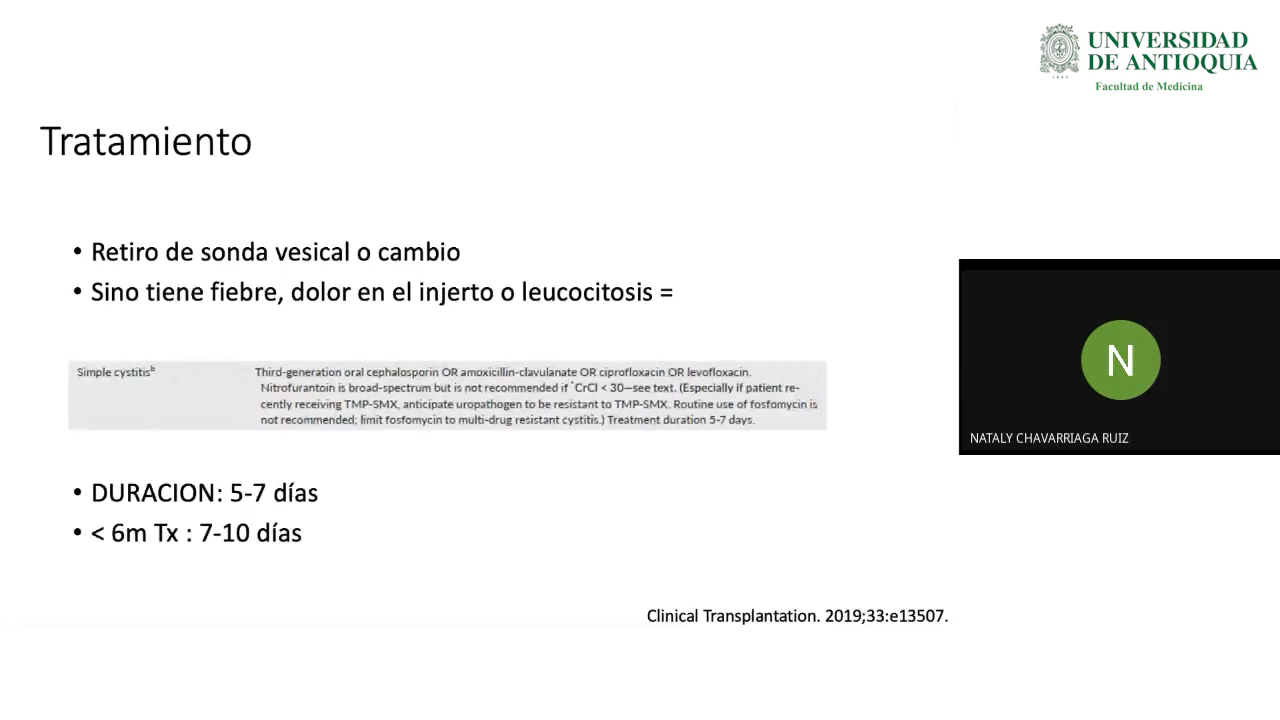 UNIVERSIDAD
DE ANTIOQUIA
Facultad de Medicina
Tratamiento
• Retiro de sonda vesical o cambio
• Sino tiene fiebre, dolor en el injerto o leucocitosis =
Simple cystitisᵇ Third-generation oral cephalosporin OR amoxicillin-clavulanate OR ciprofloxacin OR levofloxacin.
Nitrofurantoin is broad-spectrum but is not recommended if *CrCl < 30—see text. (Especially if patient re-
cently receiving TMP-SMX, anticipate uropathogen to be resistant to TMP-SMX. Routine use of fosfomycin is
not recommended; limit fosfomycin to multi-drug resistant cystitis.) Treatment duration 5-7 days.
• DURACION: 5-7 días
• < 6m Tx : 7-10 días
Clinical Transplantation. 2019;33:e13507.
N
NATALY CHAVARRIAGA RUIZ